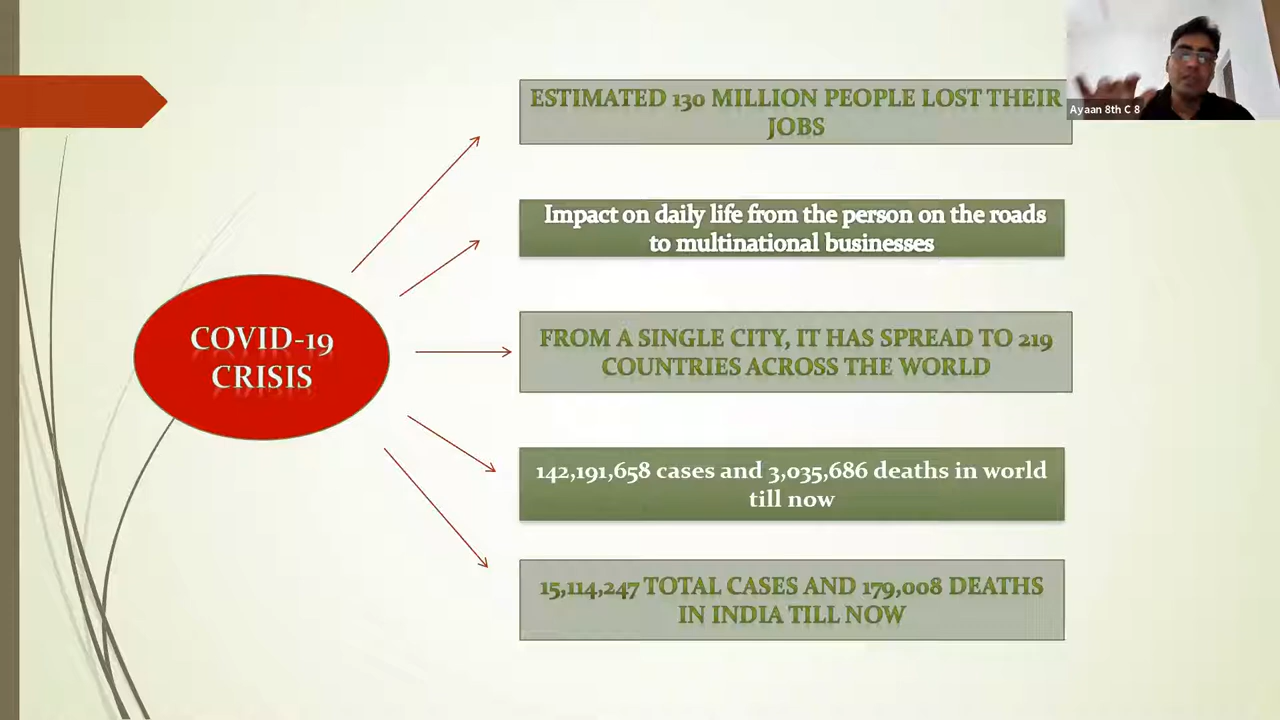 ESTIMATED 130 MILLION PEOPLE LOST THEIR
JOBS
Ayaan 8th C 8
Impact on daily life from the person on the roads
to multinational businesses
COVID-19
CRISIS
FROM A SINGLE CITY, IT HAS SPREAD TO 219
COUNTRIES ACROSS THE WORLD
142,191,658 cases and 3,035,686 deaths in world
till now
15,114,247 TOTAL CASES AND 179,008 DEATHS
IN INDIA TILL NOW